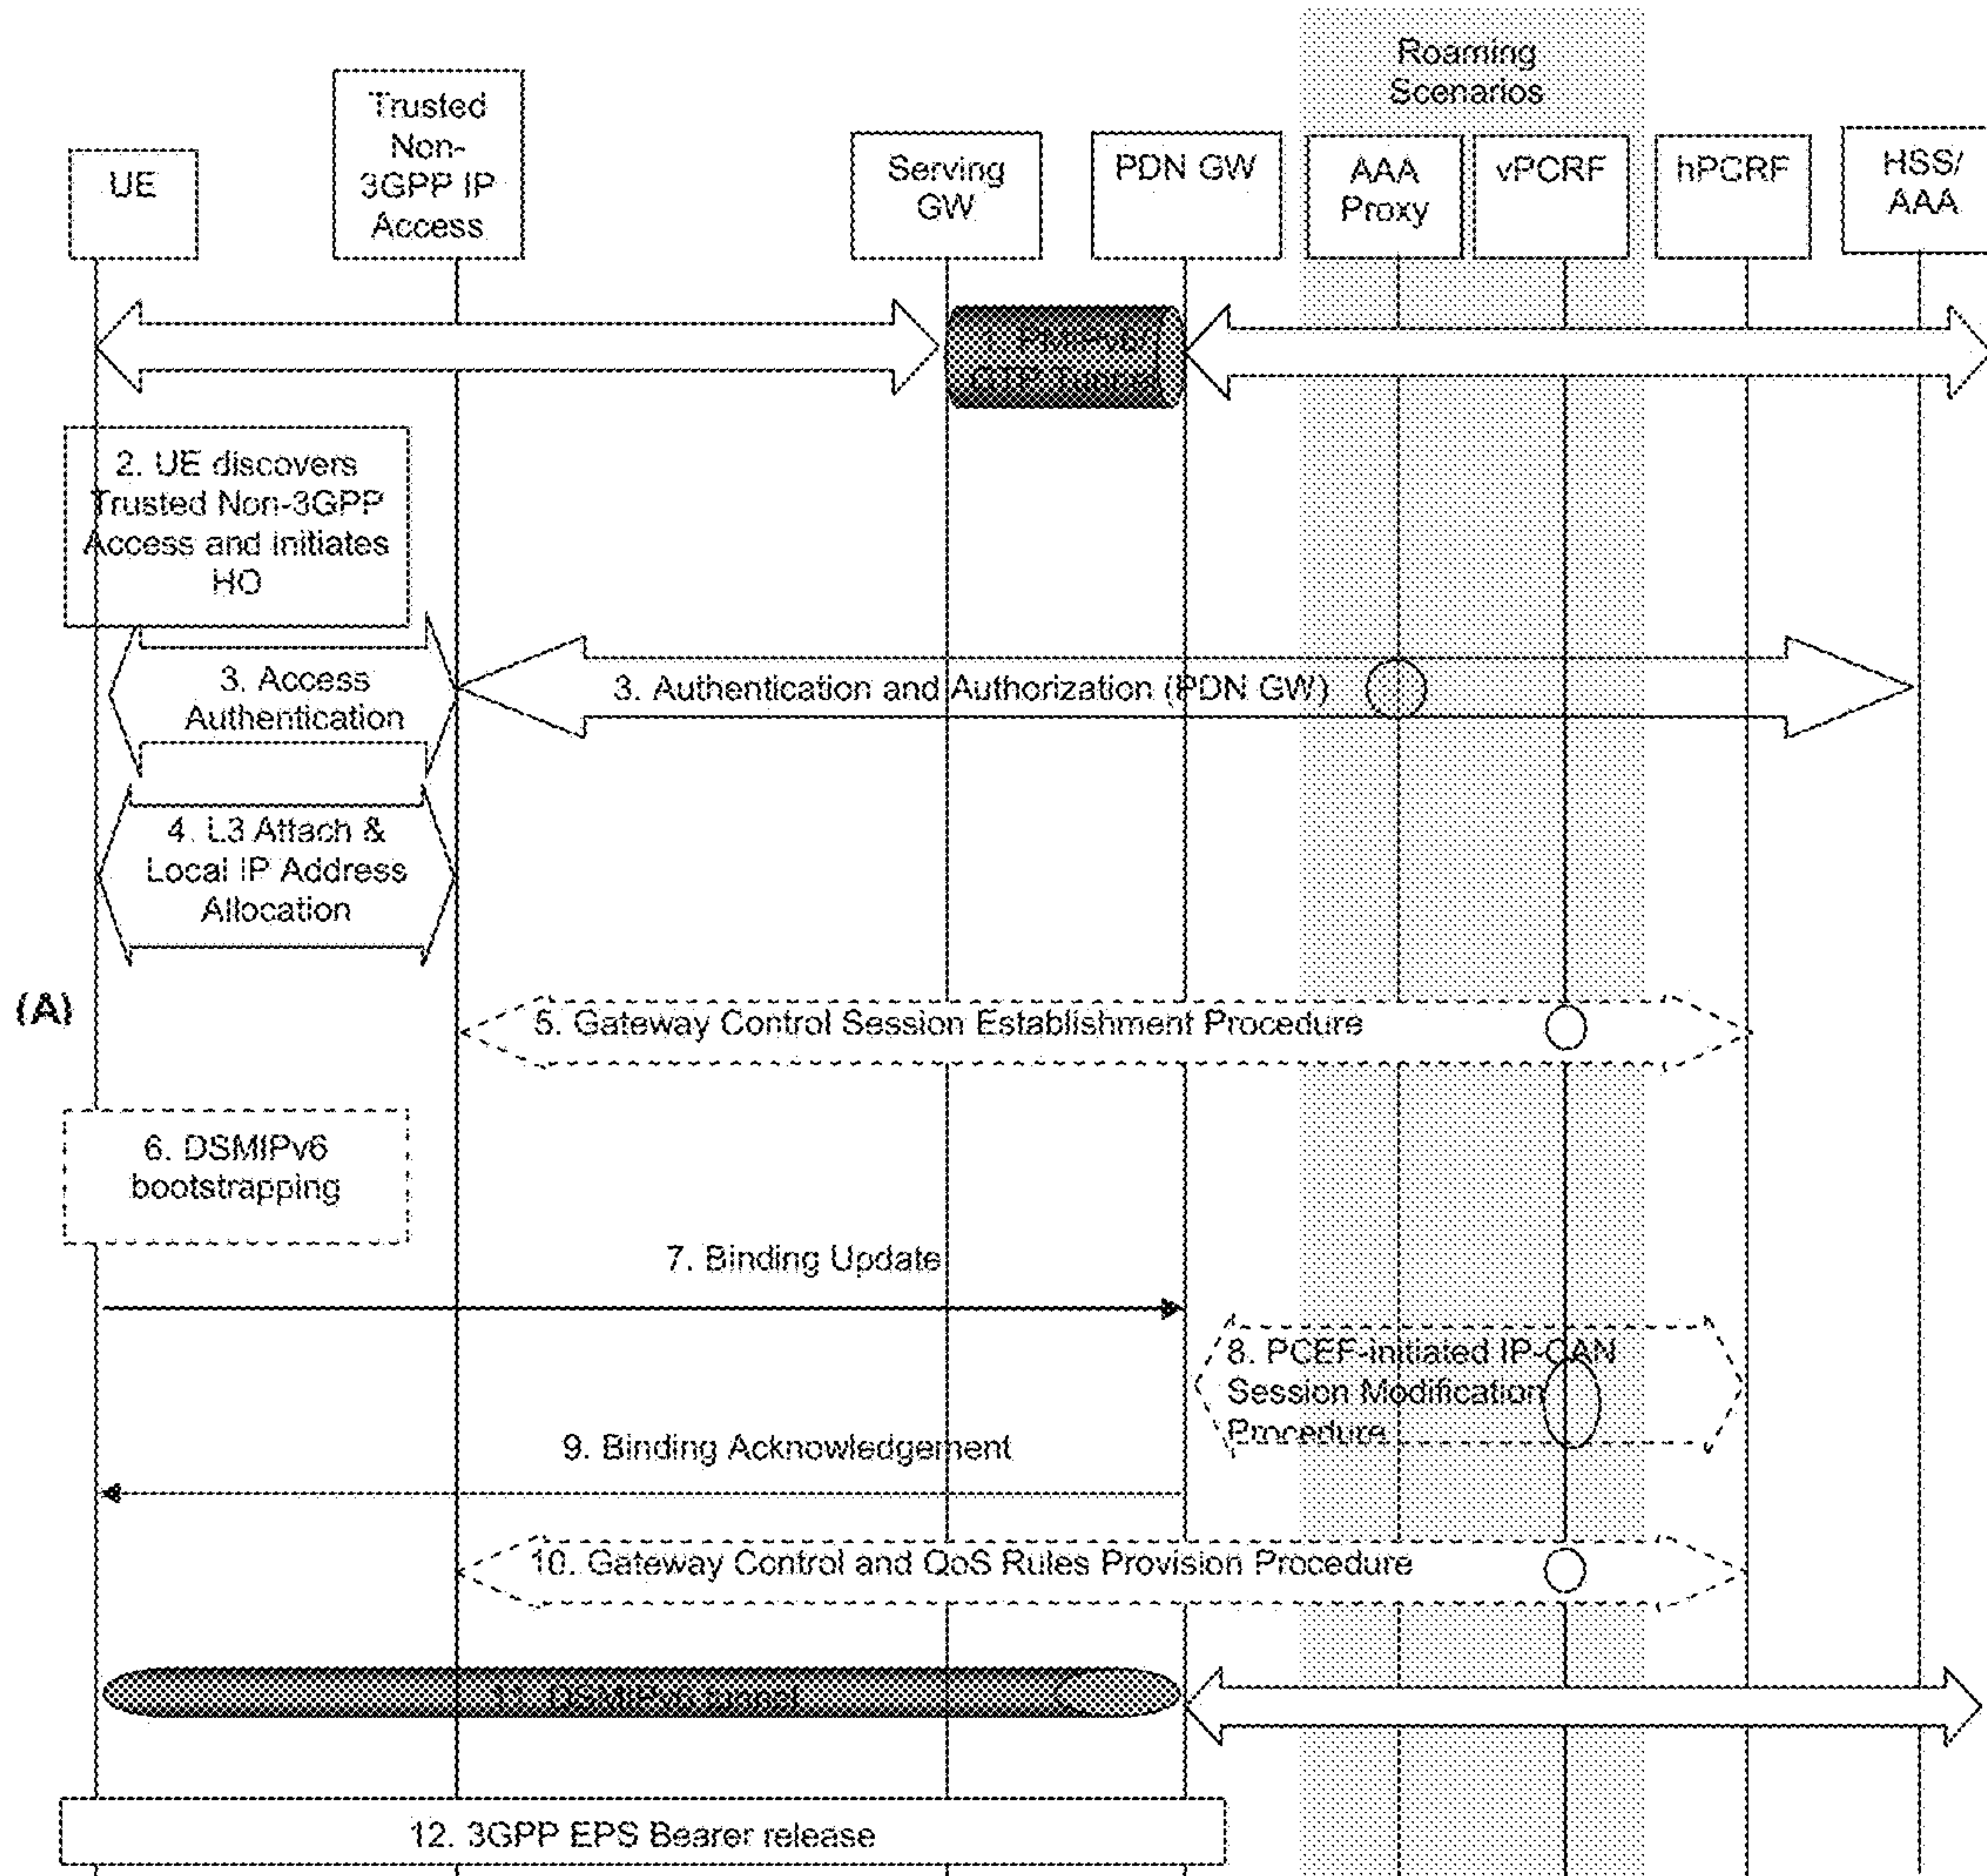 Roaming
Scenarios
UE
Trusted
Non-
3GPP IP
Access
Serving
GW
PDN GW
AAA
Proxy
vPCRF
hPCRF
HSS/
AAA
2. UE discovers
Trusted Non-3GPP
Access and initiates
HO
3. Access
Authentication
3. Authentication and Authorization (PDN GW)
4. L3 Attach &
Local IP Address
Allocation
(A)
5. Gateway Control Session Establishment Procedure
6. DSMIPv6
bootstrapping
7. Binding Update
8. PCEF-initiated IP-CAN
Session Modification
Procedure
9. Binding Acknowledgement
10. Gateway Control and QoS Rules Provision Procedure
11. DSMIPv6 tunnel
12. 3GPP EPS Bearer release